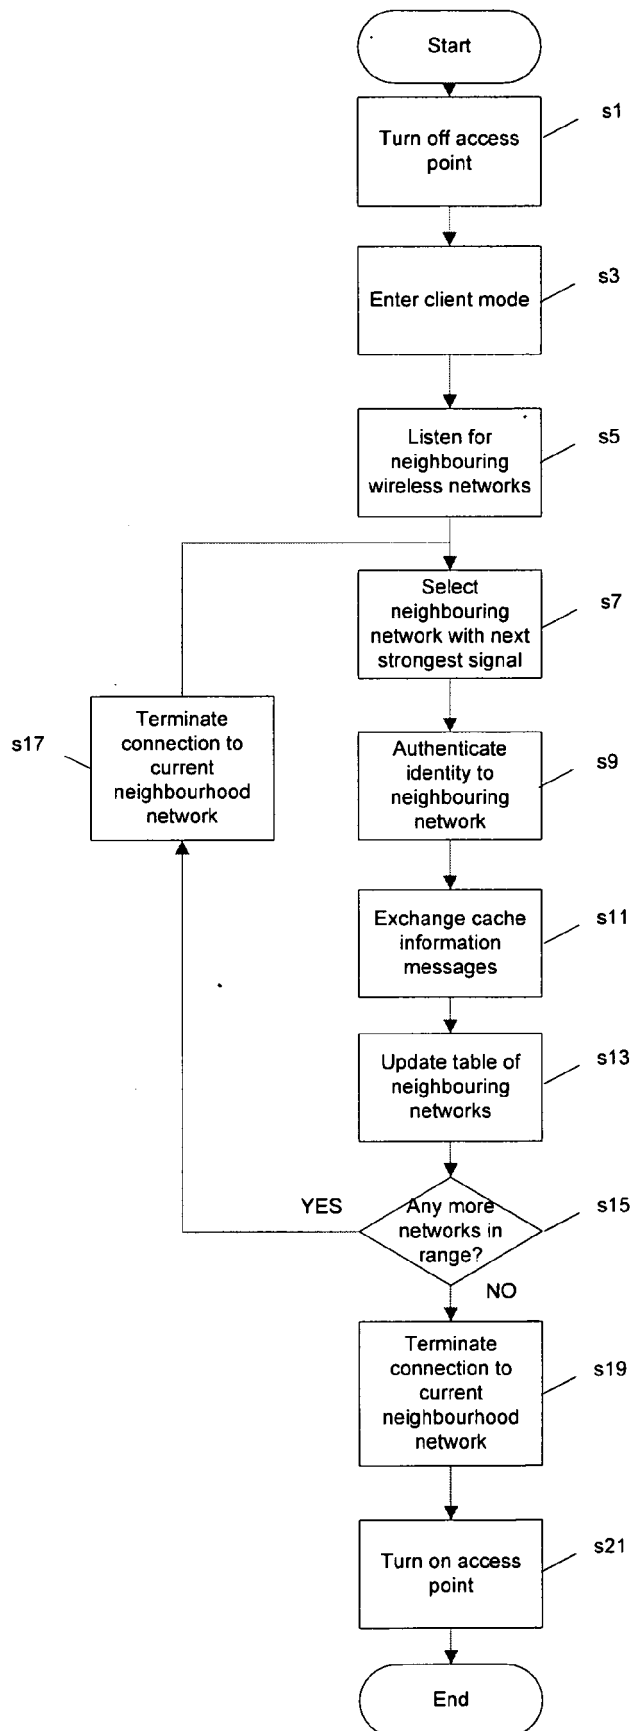 Start
Turn off access
point
s1
Enter client mode
s3
Listen for
neighbouring
wireless networks
s5
Select
neighbouring
network with next
strongest signal
s7
Terminate
connection to
current
neighbourhood
network
s17
Authenticate
identity to
neighbouring
network
s9
Exchange cache
information
messages
s11
Update table of
neighbouring
networks
s13
YES
Any more
networks in
range?
s15
NO
Terminate
connection to
current
neighbourhood
network
s19
Turn on access
point
s21
End